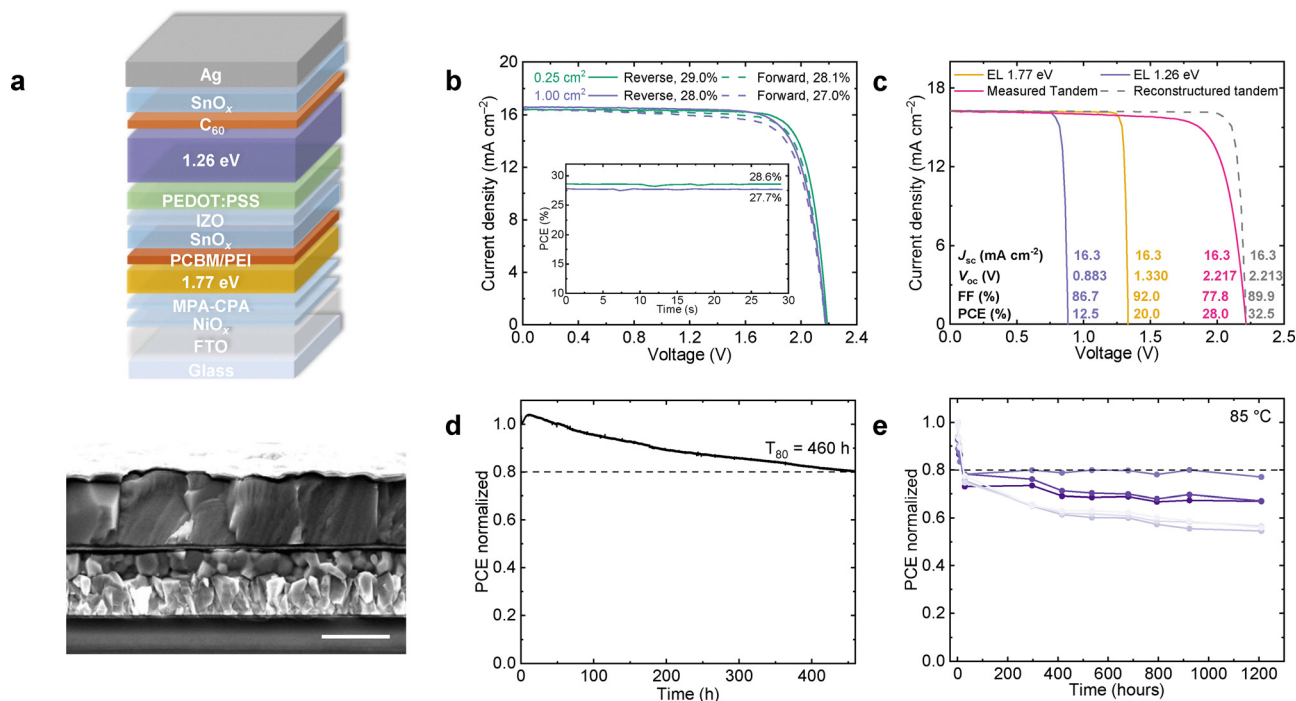 a
Ag
SnOₓ
C₆₀
1.26 eV
PEDOT:PSS
IZO
SnOₓ
PCBM/PEI
1.77 eV
MPA-CPA
NiOₓ
FTO
Glass
b
0.25 cm² Reverse, 29.0% Forward, 28.1%
1.00 cm² Reverse, 28.0% Forward, 27.0%
Current density (mA cm⁻²)
20
16
12
8
4
0
0.0 0.4 0.8 1.2 1.6 2.0 2.4
Voltage (V)
PCE (%)
30
25
20
15
10
28.6%
27.7%
0 5 10 15 20 25 30
Time (s)
c
EL 1.77 eV EL 1.26 eV
Measured Tandem Reconstructured tandem
Current density (mA cm⁻²)
18
12
6
0
Jsc (mA cm⁻²) 16.3 16.3 16.3 16.3
Voc (V) 0.883 1.330 2.217 2.213
FF (%) 86.7 92.0 77.8 89.9
PCE (%) 12.5 20.0 28.0 32.5
0.0 0.5 1.0 1.5 2.0 2.5
Voltage (V)
d
PCE normalized
1.0
0.8
0.6
0.4
0.2
0.0
T₈₀ = 460 h
0 100 200 300 400
Time (h)
e
85 °C
PCE normalized
1.0
0.8
0.6
0.4
0.2
0.0
0 200 400 600 800 1000 1200
Time (hours)